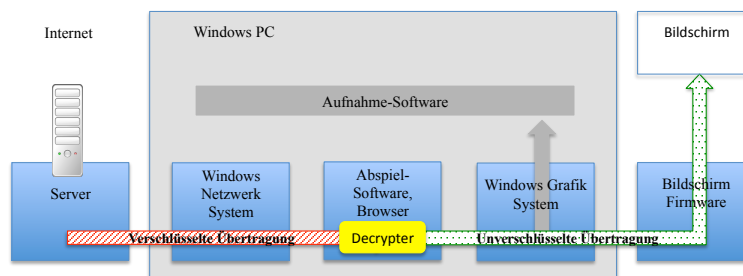 Internet
Windows PC
Bildschirm
Aufnahme-Software
Server
Windows
Netzwerk
System
Abspiel-
Software,
Browser
Windows Grafik
System
Bildschirm
Firmware
Verschlüsselte Übertragung
Decrypter
Unverschlüsselte Übertragung